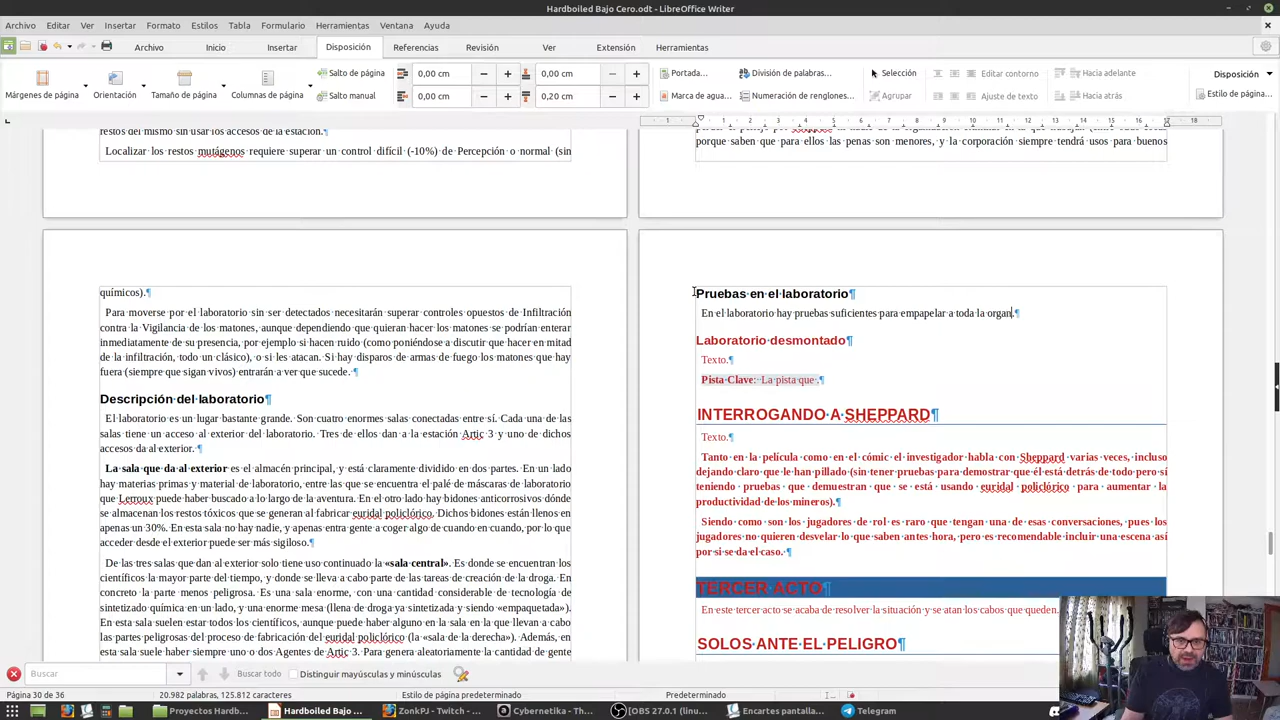 Hardboiled Bajo Cero.odt - LibreOffice Writer
Archivo Editar Ver Insertar Formato Estilos Tabla Formulario Herramientas Ventana Ayuda
Archivo Inicio Insertar Disposición Referencias Revisión Ver Extensión Herramientas
Márgenes de página Orientación Tamaño de página Columnas de página
Salto de página
Salto manual
0,00 cm 0,00 cm
0,00 cm 0,20 cm
Portada... División de palabras... Selección Editar contorno Hacia adelante
Marca de agua... Numeración de renglones... Agrupar Ajuste de texto Hacia atrás
Disposición
Estilo de página...
restos del mismo sin usar los accesos de la estación.
Localizar los restos mutágenos requiere superar un control difícil (-10%) de Percepción o normal (sin
porque saben que para ellos las penas son menores, y la corporación siempre tendrá usos para buenos
químicos).
Para moverse por el laboratorio sin ser detectados necesitarán superar controles opuestos de Infiltración
contra la Vigilancia de los matones, aunque dependiendo que quieran hacer los matones se podrían enterar
inmediatamente de su presencia, por ejemplo si hacen ruido (como poniéndose a discutir que hacer en mitad
de la infiltración, todo un clásico), o si les atacan. Si hay disparos de armas de fuego los matones que hay
fuera (siempre que sigan vivos) entrarán a ver que sucede.
Descripción del laboratorio
El laboratorio es un lugar bastante grande. Son cuatro enormes salas conectadas entre sí. Cada una de las
salas tiene un acceso al exterior del laboratorio. Tres de ellos dan a la estación Artic 3 y uno de dichos
accesos da al exterior.
La sala que da al exterior es el almacén principal, y está claramente dividido en dos partes. En un lado
hay materias primas y material de laboratorio, entre las que se encuentra el palé de máscaras de laboratorio
que Lerroux puede haber buscado a lo largo de la aventura. En el otro lado hay bidones anticorrosivos dónde
se almacenan los restos tóxicos que se generan al fabricar euridal policlórico. Dichos bidones están llenos en
apenas un 30%. En esta sala no hay nadie, y apenas entra gente a coger algo de cuando en cuando, por lo que
acceder desde el exterior puede ser más sigiloso.
De las tres salas que dan al exterior solo tiene uso continuado la «sala central». Es donde se encuentran los
científicos la mayor parte del tiempo, y donde se lleva a cabo parte de las tareas de creación de la droga. En
concreto la parte menos peligrosa. Es una sala enorme, con una cantidad considerable de tecnología de
sintetizado química en un lado, y una enorme mesa (llena de droga ya sintetizada y siendo «empaquetada»).
En esta sala suelen estar todos los científicos, aunque puede haber alguno en la sala en la que llevan a cabo
las partes peligrosas del proceso de fabricación del euridal policlórico (la «sala de la derecha»). Además, en
esta sala o le haber siempre uno o dos Agentes de Artic 3. Para genera aleatoriamente la cantidad de gente
Pruebas en el laboratorio
En el laboratorio hay pruebas suficientes para empapelar a toda la organ.
Laboratorio desmontado
Texto.
Pista Clave: La pista que .
INTERROGANDO A SHEPPARD
Texto.
Tanto en la película como en el cómic el investigador habla con Sheppard varias veces, incluso
dejando claro que le han pillado (sin tener pruebas para demostrar que él está detrás de todo pero sí
teniendo pruebas que demuestran que se está usando euridal policlórico para aumentar la
productividad de los mineros).
Siendo como son los jugadores de rol es raro que tengan una de esas conversaciones, pues los
jugadores no quieren desvelar lo que saben antes hora, pero es recomendable incluir una escena así
por si se da el caso.
TERCER ACTO
En este tercer acto se acaba de resolver la situación y se atan los cabos que queden.
SOLOS ANTE EL PELIGRO
Buscar Buscar todo Distinguir mayúsculas y minúsculas
Página 30 de 36 20.982 palabras, 125.812 caracteres Estilo de página predeterminado Predeterminado
Proyectos Hardb... Hardboiled Bajo ... ZonkPJ - Twitch - ... Cybernetika - Th... [OBS 27.0.1 (linu... Encartes pantalla... Telegram